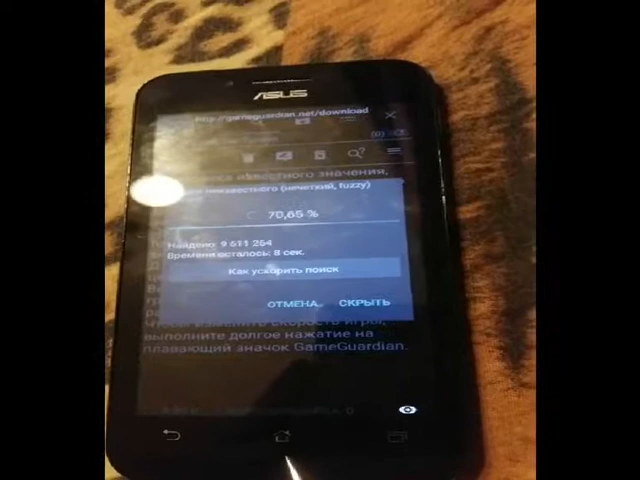 ASUS
http://gameguardian.net/download
известного значения,
неизвестного (нечеткий, fuzzy)
70,65 %
Найдено: 9 611 264
Времени осталось: 8 сек.
Как ускорить поиск
ОТМЕНА СКРЫТЬ
Чтобы изменить скорость игры,
выполните долгое нажатие на
плавающий значок GameGuardian.